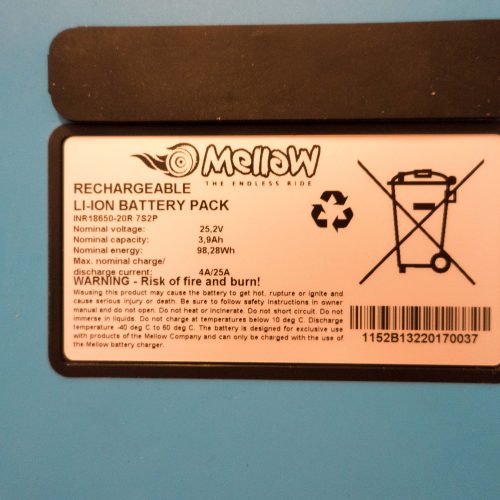 Mellow
THE ENDLESS RIDE
RECHARGEABLE
LI-ION BATTERY PACK
INR18650-20R 7S2P
Nominal voltage: 25,2V
Nominal capacity: 3,9Ah
Nominal energy: 98,28Wh
Max. nominal charge/
discharge current: 4A/25A
WARNING - Risk of fire and burn!
Misusing this product may cause the battery to get hot, rupture or ignite and
cause serious injury or death. Be sure to follow safety instructions in owner
manual and do not open. Do not heat or incinerate. Do not short circuit. Do not
immerse in liquids. Do not charge at temperatures below 10 deg C. Discharge
temperature -40 deg C to 60 deg C. The battery is designed for exclusive use
with products of the Mellow Company and can only be charged with the use of
the Mellow battery charger.
1152B13220170037